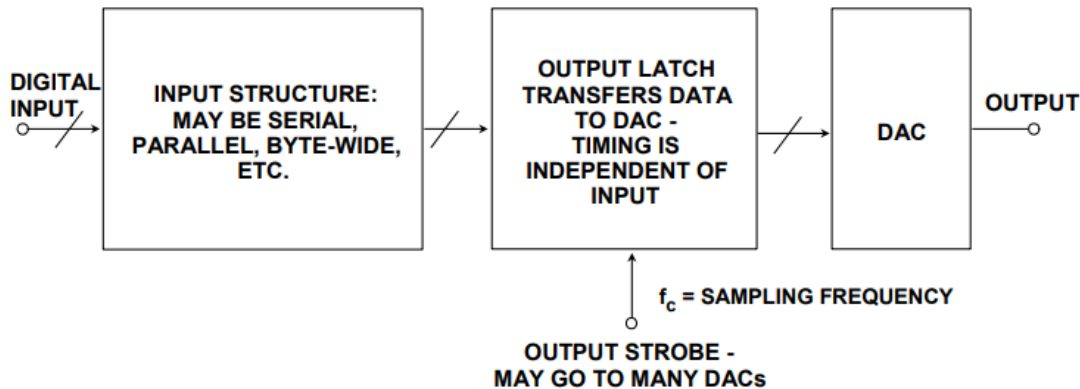 DIGITAL
INPUT
INPUT STRUCTURE:
MAY BE SERIAL,
PARALLEL, BYTE-WIDE,
ETC.
OUTPUT LATCH
TRANSFERS DATA
TO DAC -
TIMING IS
INDEPENDENT OF
INPUT
DAC
OUTPUT
fc = SAMPLING FREQUENCY
OUTPUT STROBE -
MAY GO TO MANY DACs